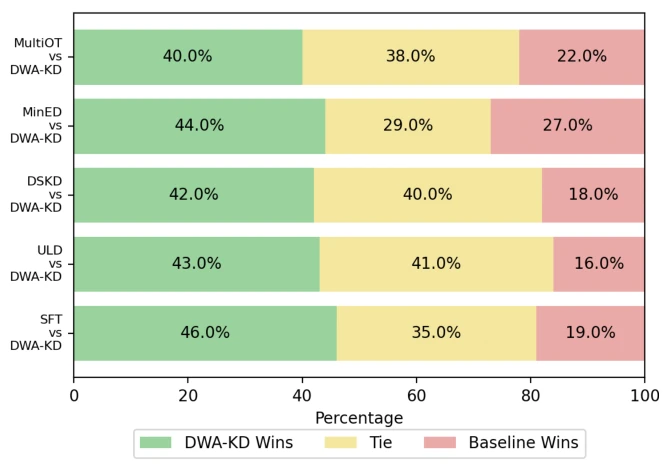 MultiOT
vs
DWA-KD
40.0%
38.0%
22.0%
MinED
vs
DWA-KD
44.0%
29.0%
27.0%
DSKD
vs
DWA-KD
42.0%
40.0%
18.0%
ULD
vs
DWA-KD
43.0%
41.0%
16.0%
SFT
vs
DWA-KD
46.0%
35.0%
19.0%
0 20 40 60 80 100
Percentage
DWA-KD Wins Tie Baseline Wins